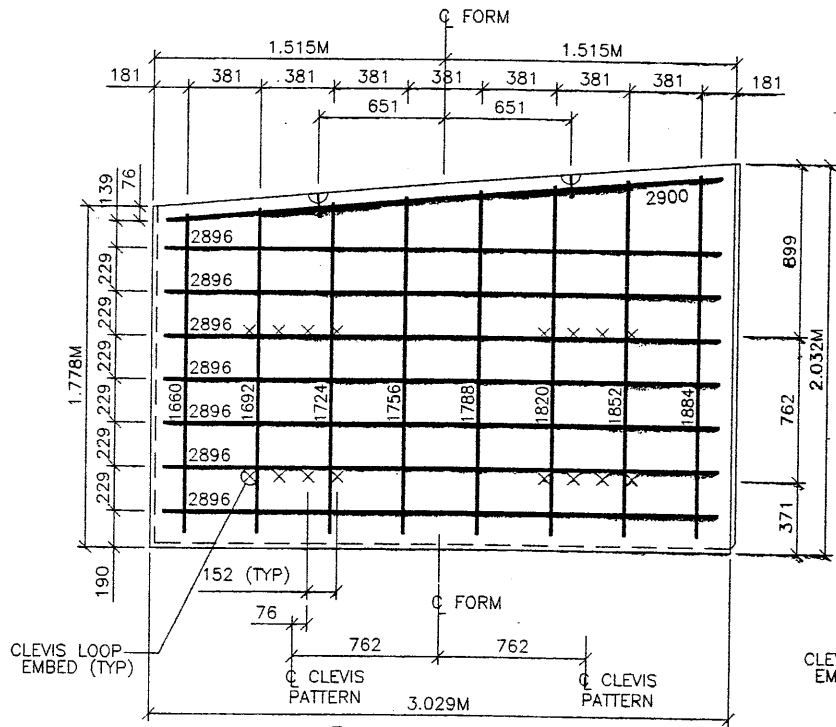 ℄ FORM
1.515M 1.515M
181 381 381 381 381 381 381 381 181
651 651
139 76
2900
2896
2896
2896
2896
2896
2896
229
229
229
229
229
229
1.778M
190
899
762
371
2.032M
1660 1692 1724 1756 1788 1820 1852 1884
152 (TYP)
℄ FORM
76
762 762
CLEVIS LOOP
EMBED (TYP)
℄ CLEVIS
PATTERN
℄ CLEVIS
PATTERN
3.029M
CLEV
EM